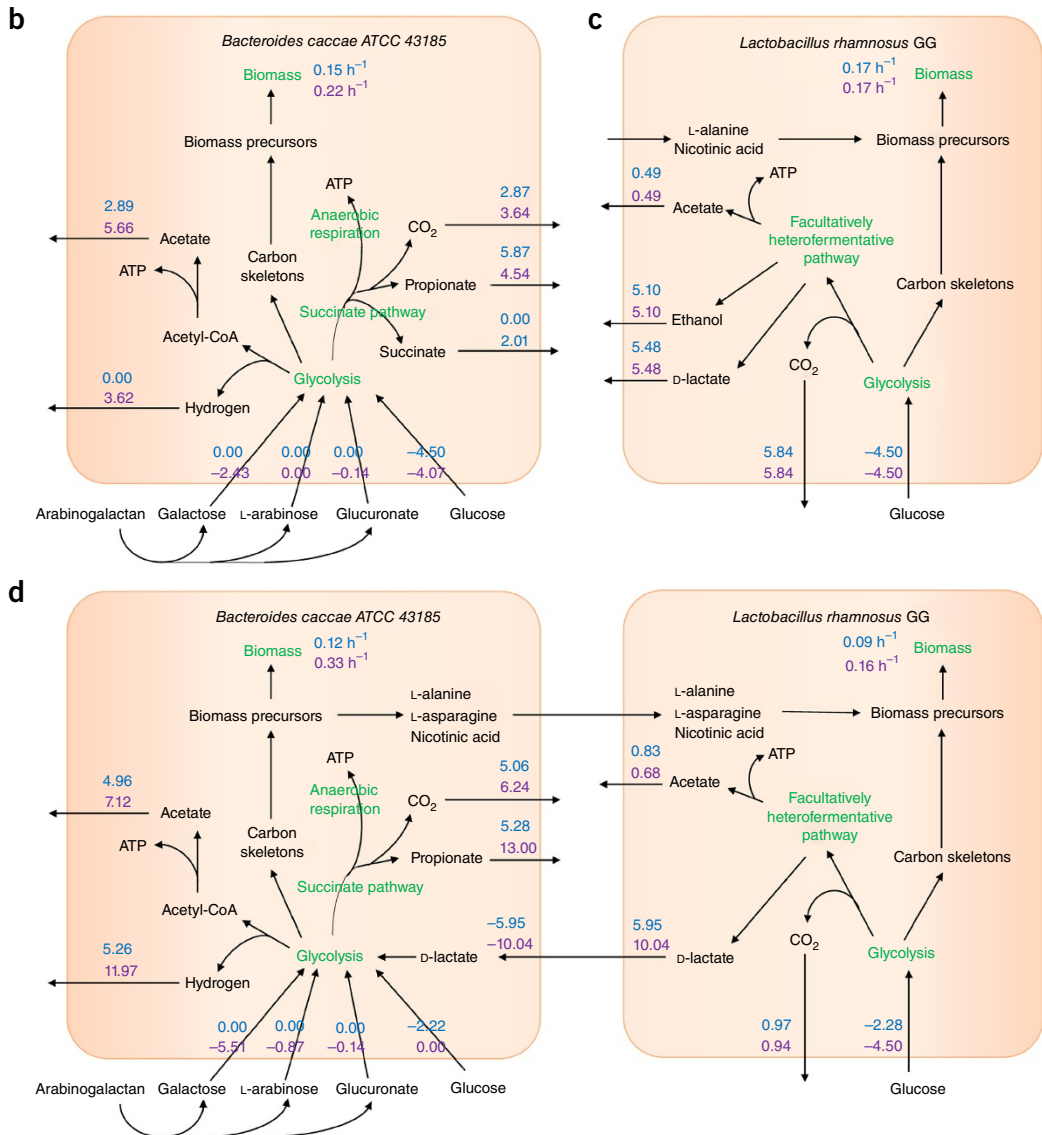 b
Bacteroides caccae ATCC 43185
Biomass
0.15 h⁻¹
0.22 h⁻¹
Biomass precursors
ATP
Anaerobic
respiration
CO₂
2.87
3.64
2.89
5.66
Acetate
ATP
Carbon
skeletons
Propionate
5.87
4.54
Succinate pathway
Acetyl-CoA
Succinate
0.00
2.01
Glycolysis
0.00
3.62
Hydrogen
0.00
–2.43
0.00
0.00
0.00
–0.14
–4.50
–4.07
Arabinogalactan
Galactose
L-arabinose
Glucuronate
Glucose
c
Lactobacillus rhamnosus GG
0.17 h⁻¹
0.17 h⁻¹
Biomass
L-alanine
Nicotinic acid
Biomass precursors
ATP
0.49
0.49
Acetate
Facultatively
heterofermentative
pathway
Carbon skeletons
5.10
5.10
Ethanol
5.48
5.48
D-lactate
CO₂
Glycolysis
5.84
5.84
–4.50
–4.50
Glucose
d
Bacteroides caccae ATCC 43185
Biomass
0.12 h⁻¹
0.33 h⁻¹
Biomass precursors
L-alanine
L-asparagine
Nicotinic acid
ATP
Anaerobic
respiration
CO₂
5.06
6.24
4.96
7.12
Acetate
ATP
Carbon
skeletons
Propionate
5.28
13.00
Succinate pathway
Acetyl-CoA
Glycolysis
D-lactate
–5.95
–10.04
5.26
11.97
Hydrogen
0.00
–5.51
0.00
–0.87
0.00
–0.14
–2.22
0.00
Arabinogalactan
Galactose
L-arabinose
Glucuronate
Glucose
Lactobacillus rhamnosus GG
0.09 h⁻¹
0.16 h⁻¹
Biomass
L-alanine
L-asparagine
Nicotinic acid
Biomass precursors
ATP
0.83
0.68
Acetate
Facultatively
heterofermentative
pathway
Carbon skeletons
5.95
10.04
D-lactate
CO₂
Glycolysis
0.97
0.94
–2.28
–4.50
Glucose